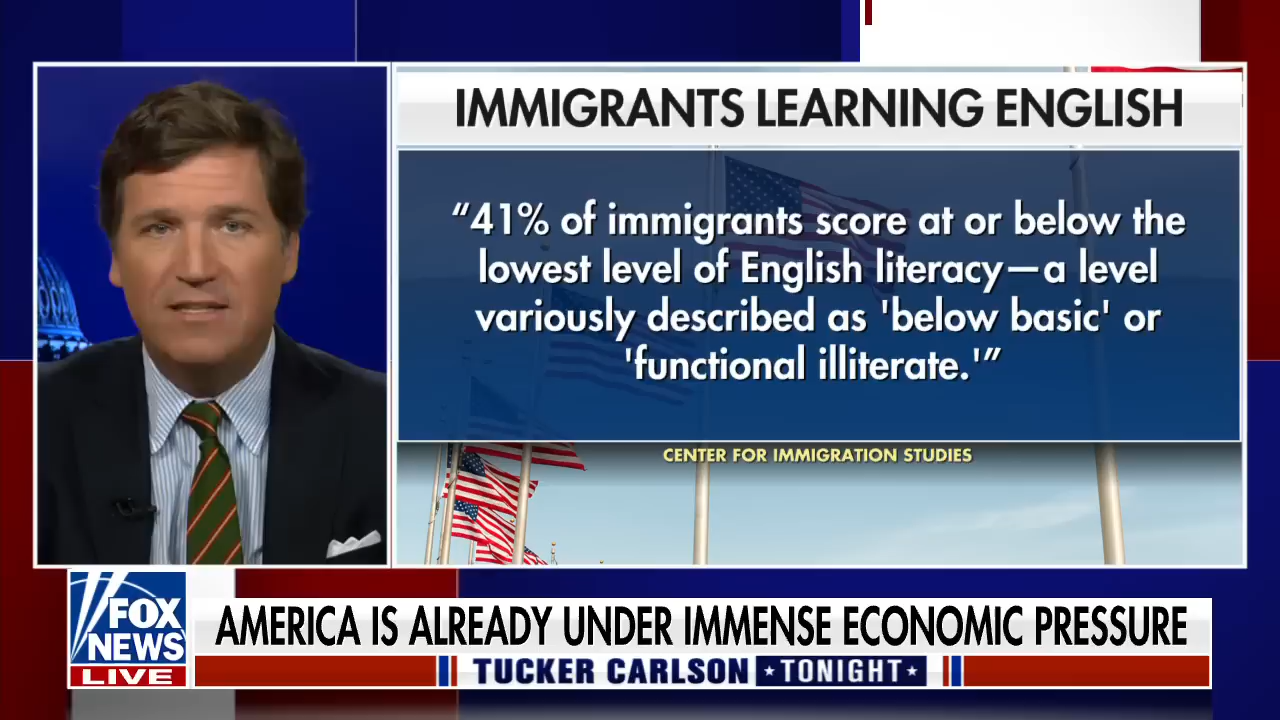 IMMIGRANTS LEARNING ENGLISH
“41% of immigrants score at or below the
lowest level of English literacy—a level
variously described as 'below basic' or
'functional illiterate.'”
CENTER FOR IMMIGRATION STUDIES
FOX
NEWS
LIVE
AMERICA IS ALREADY UNDER IMMENSE ECONOMIC PRESSURE
TUCKER CARLSON TONIGHT